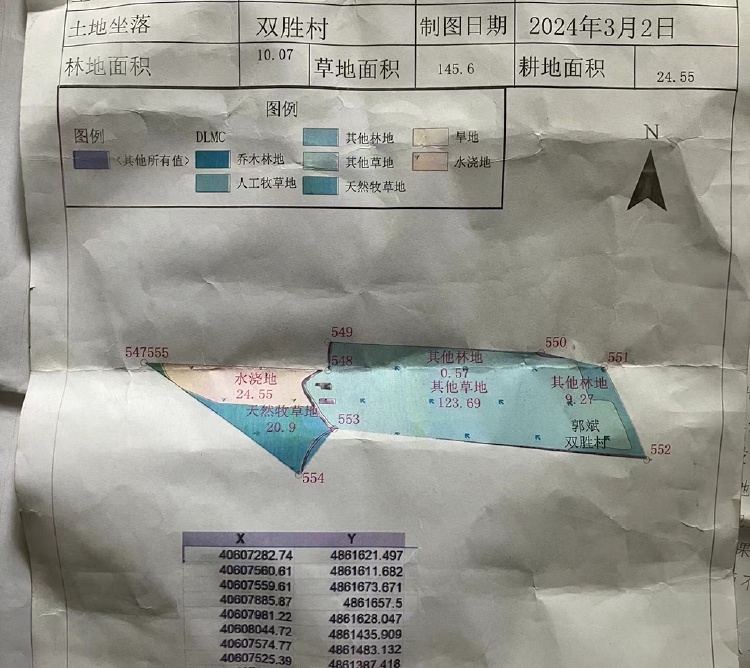 土地坐落 双胜村 制图日期 2024年3月2日
林地面积 10.07 草地面积 145.6 耕地面积 24.55
图例
图例 DLMC 其他林地 旱地
<其他所有值> 乔木林地 其他草地 水浇地
人工牧草地 天然牧草地
N
549
547555 548 550 551
其他林地
0.57
水浇地 其他草地 其他林地
24.55 123.69 9.27
天然牧草地
20.9 553 郭斌
双胜村
552
554
X Y
40607282.74 4861621.497
40607560.61 4861611.682
40607559.61 4861673.671
40607885.87 4861657.5
40607981.22 4861628.047
40608044.72 4861435.909
40607574.77 4861483.132
40607525.39 4861387.418